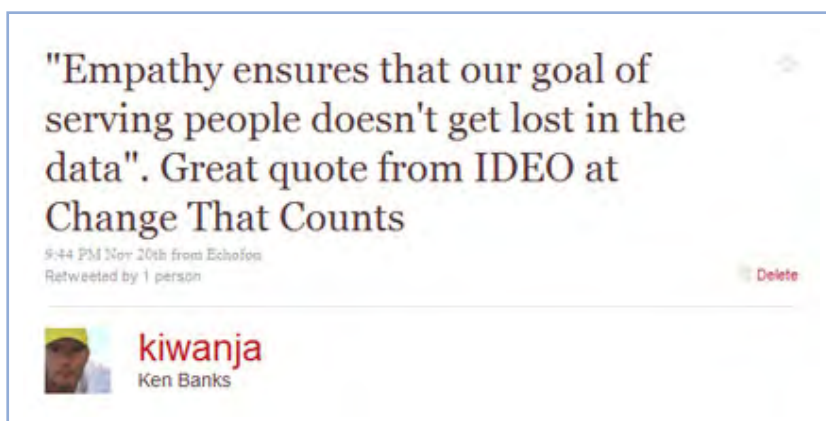 "Empathy ensures that our goal of
serving people doesn't get lost in the
data". Great quote from IDEO at
Change That Counts
9:44 PM Nov 20th from Echofon
Retweeted by 1 person
Delete
kiwanja
Ken Banks